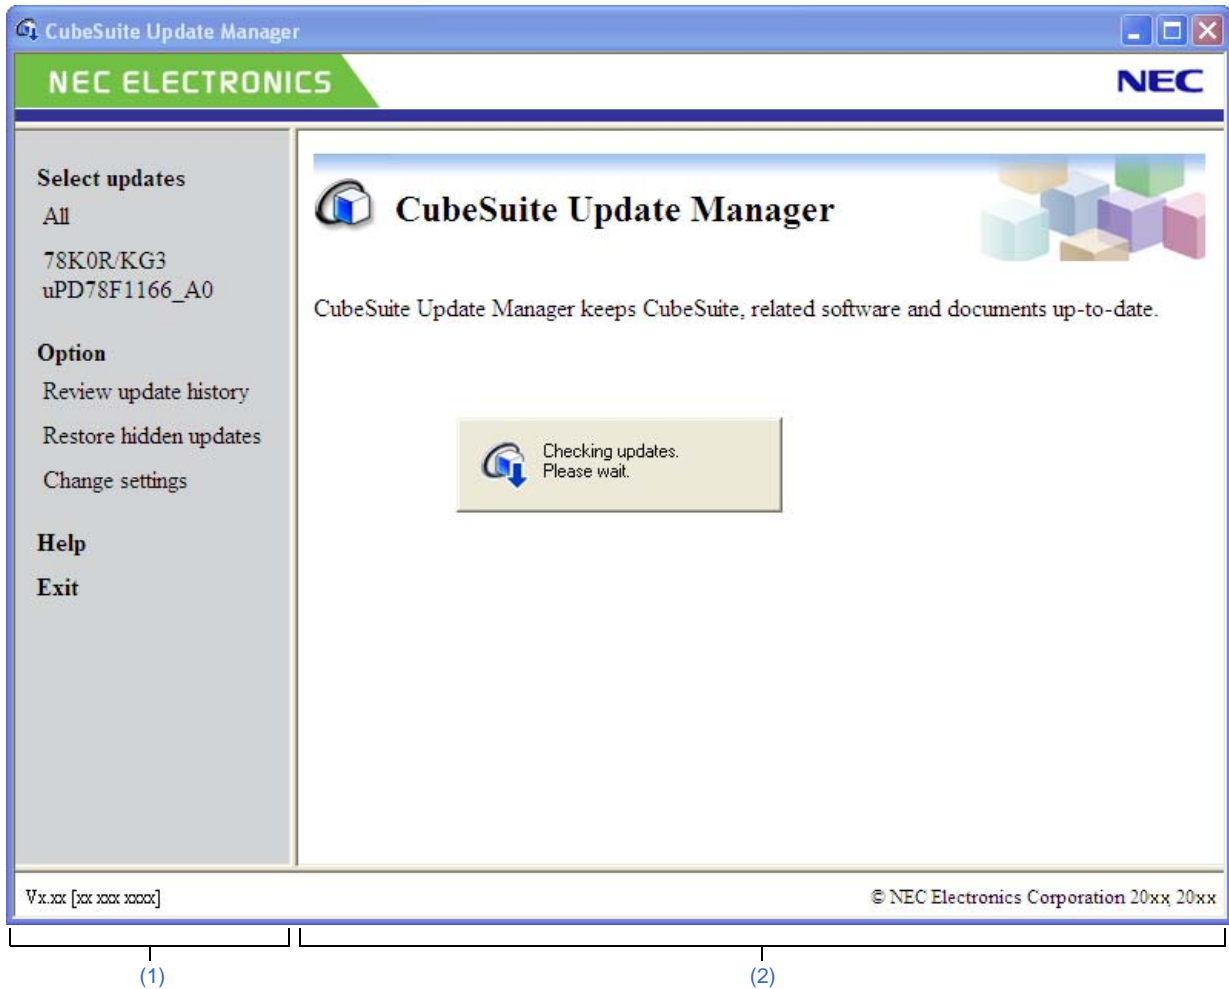 CubeSuite Update Manager
NEC ELECTRONICS
NEC
Select updates
All
78K0R/KG3
uPD78F1166_A0
Option
Review update history
Restore hidden updates
Change settings
Help
Exit
CubeSuite Update Manager
CubeSuite Update Manager keeps CubeSuite, related software and documents up-to-date.
Checking updates.
Please wait.
Vx.xx [xx xxx xxxx]
© NEC Electronics Corporation 20xx, 20xx
(1)
(2)